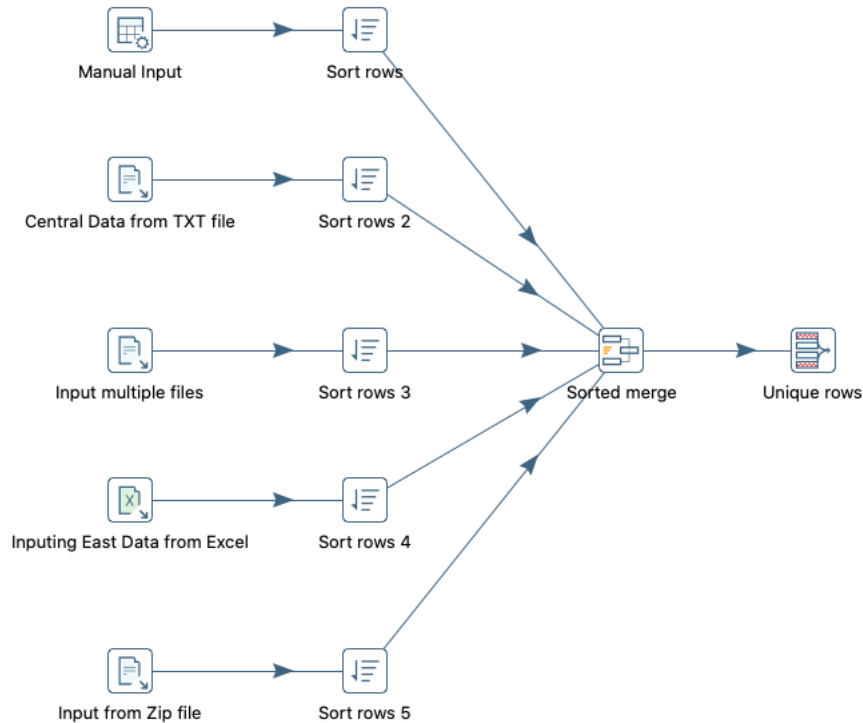 Manual Input
Sort rows
Central Data from TXT file
Sort rows 2
Input multiple files
Sort rows 3
Sorted merge
Unique rows
Inputing East Data from Excel
Sort rows 4
Input from Zip file
Sort rows 5